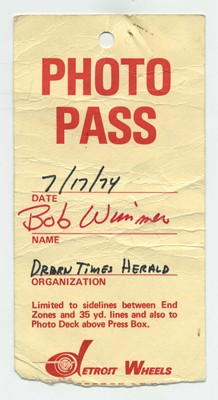 PHOTO
PASS
7/17/74
DATE
Bob Wimmer
NAME
DRBRN TIMES HERALD
ORGANIZATION
Limited to sidelines between End
Zones and 35 yd. lines and also to
Photo Deck above Press Box.
DETROIT WHEELS